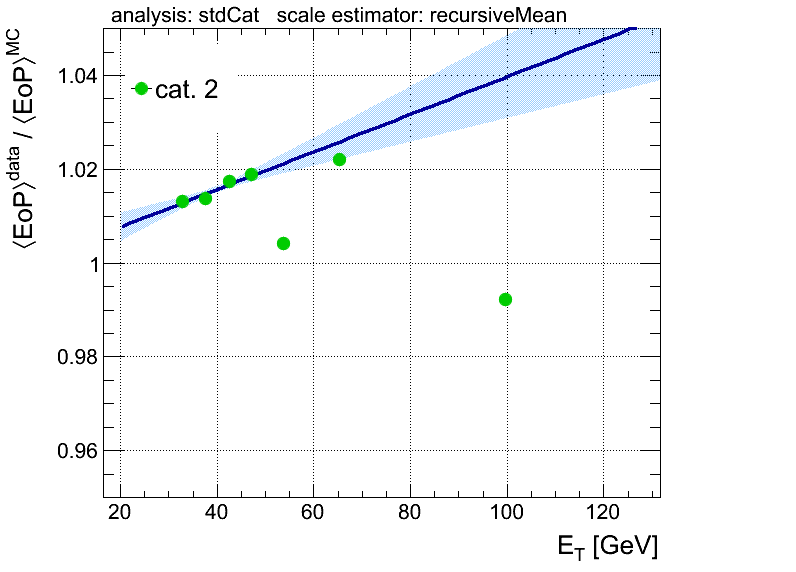 analysis: stdCat scale estimator: recursiveMean
⟨EoP⟩^data / ⟨EoP⟩^MC
cat. 2
1.04
1.02
1
0.98
0.96
20 40 60 80 100 120
E_T [GeV]